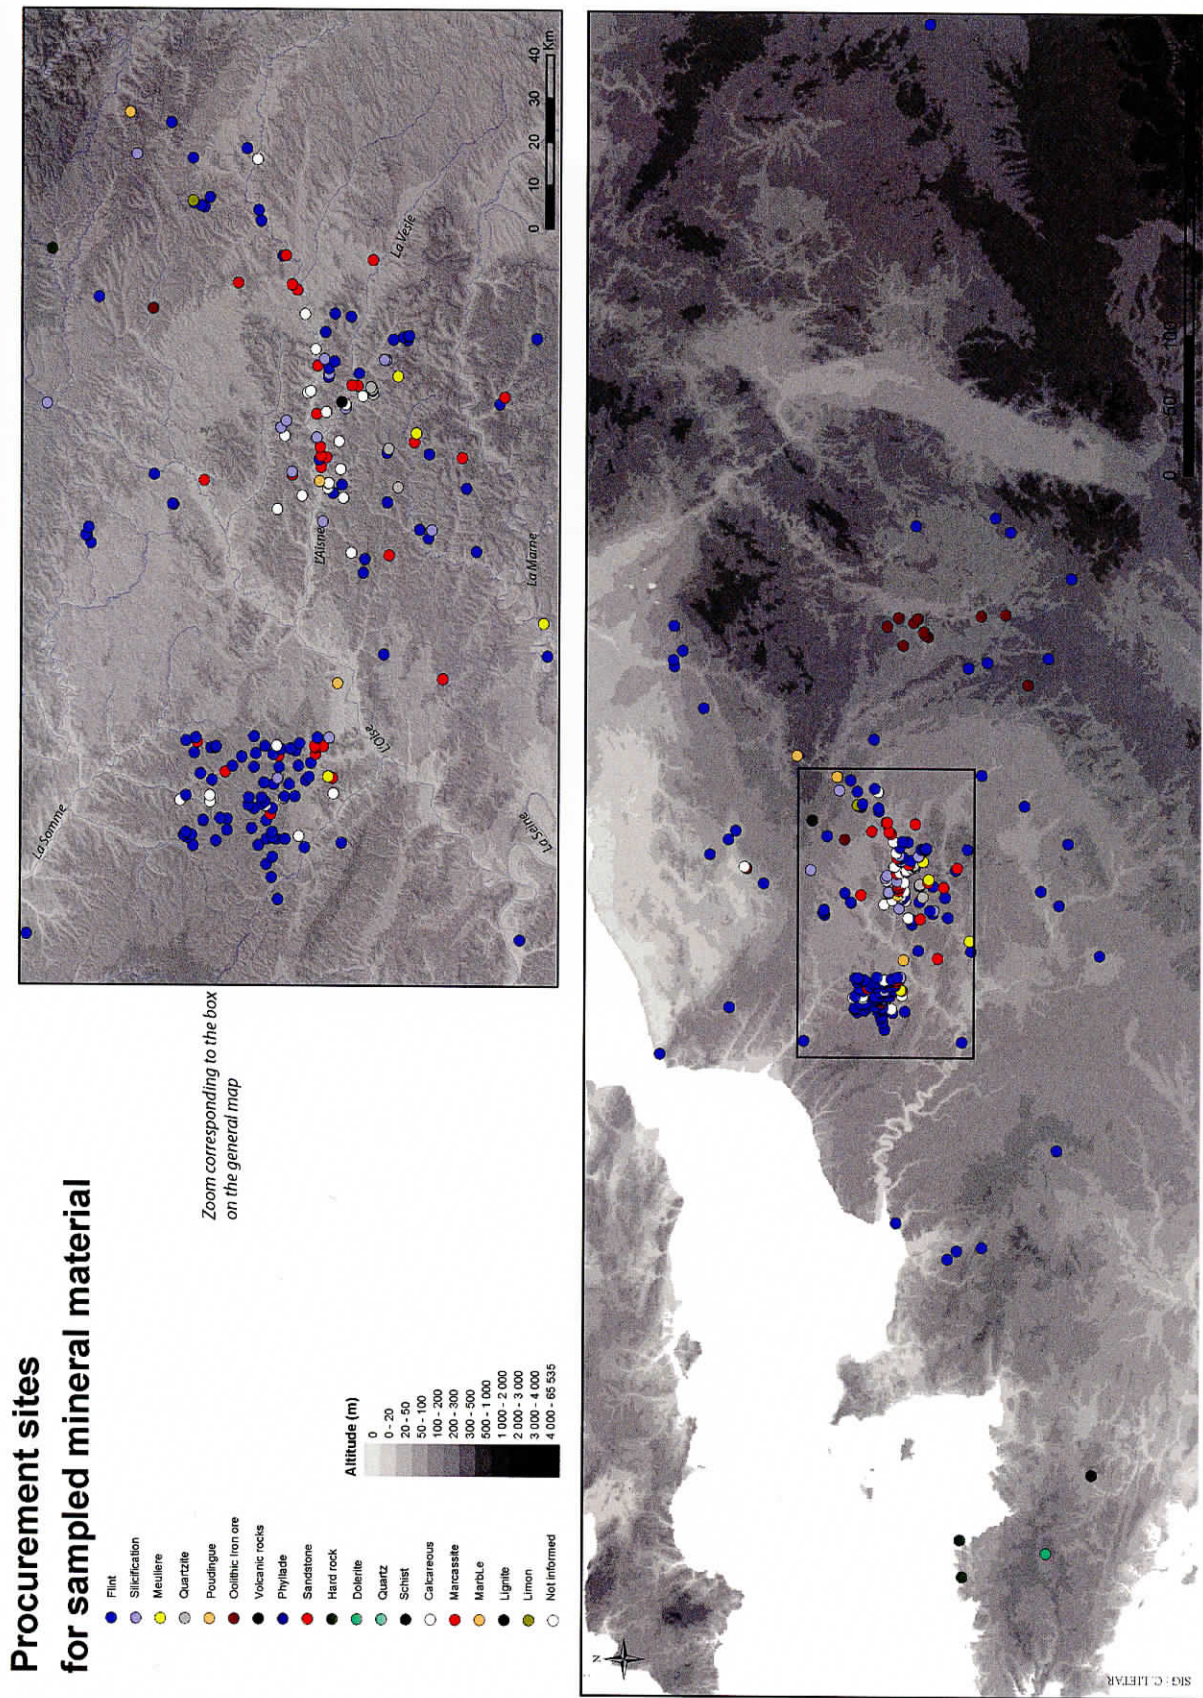 Procurement sites
for sampled mineral material
Flint
Silicification
Meuliere
Quartzite
Poudingue
Oolithic Iron ore
Volcanic rocks
Phyllade
Sandstone
Hard rock
Dolerite
Quartz
Schist
Calcareous
Marcassite
MarbLe
Lignite
Limon
Not informed
Altitude (m)
0
0 - 20
20 - 50
50 - 100
100 - 200
200 - 300
300 - 500
500 - 1 000
1 000 - 2 000
2 000 - 3 000
3 000 - 4 000
4 000 - 65 535
Zoom corresponding to the box
on the general map
La Somme
L'Oise
La Seine
L'Aisne
La Marne
La Vesle
0 10 20 30 40
Km
N
0 50 100
SIG : C. LIETAR